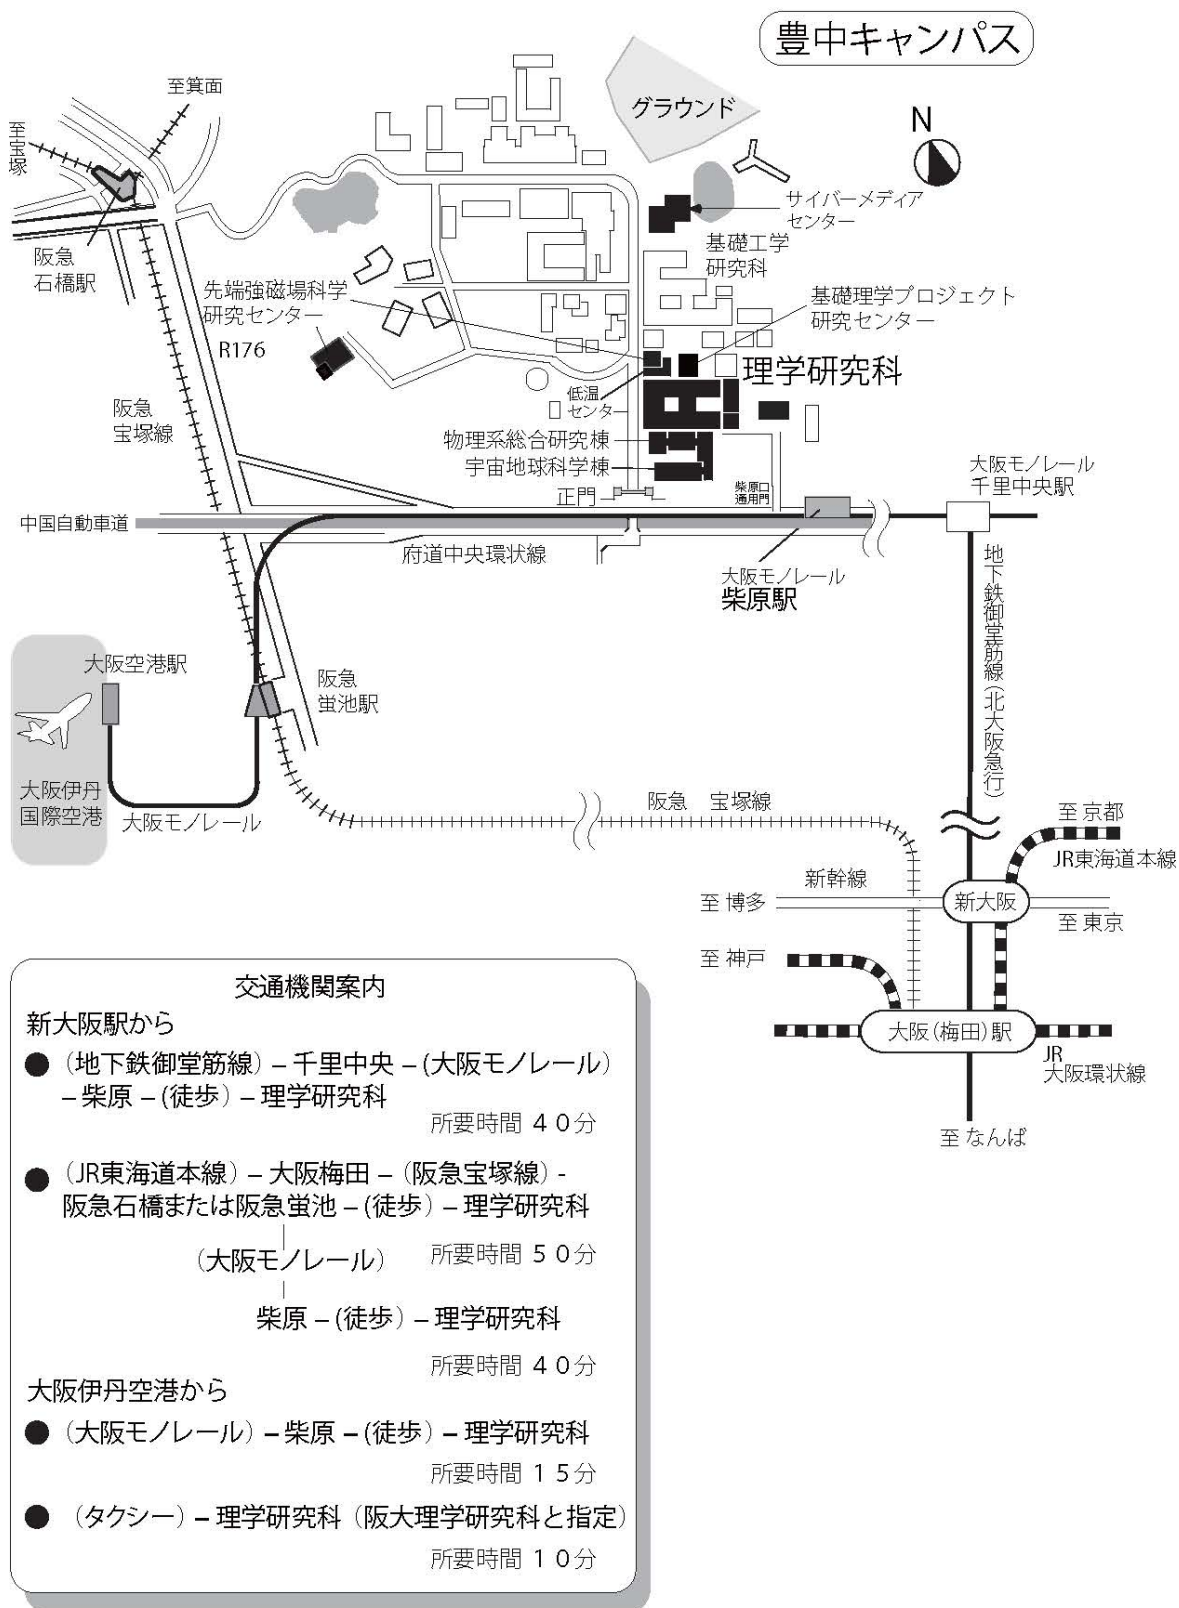 豊中キャンパス
至箕面
至宝塚
グラウンド
N
サイバーメディア
センター
阪急
石橋駅
基礎工学
研究科
先端強磁場科学
研究センター
基礎理学プロジェクト
研究センター
R176
理学研究科
低温
センター
阪急
宝塚線
物理系総合研究棟
宇宙地球科学棟
大阪モノレール
千里中央駅
正門
柴原口
通用門
中国自動車道
府道中央環状線
大阪モノレール
柴原駅
地下鉄御堂筋線(北大阪急行)
大阪空港駅
阪急
蛍池駅
大阪伊丹
国際空港
大阪モノレール
阪急 宝塚線
至 京都
JR東海道本線
新幹線
至 博多
新大阪
至 東京
至 神戸
大阪(梅田)駅
JR
大阪環状線
至 なんば
交通機関案内
新大阪駅から
● (地下鉄御堂筋線) – 千里中央 – (大阪モノレール)
– 柴原 – (徒歩) – 理学研究科
所要時間 40分
● (JR東海道本線) – 大阪梅田 – (阪急宝塚線) -
阪急石橋または阪急蛍池 – (徒歩) – 理学研究科
(大阪モノレール) 所要時間 50分
柴原 – (徒歩) – 理学研究科
所要時間 40分
大阪伊丹空港から
● (大阪モノレール) – 柴原 – (徒歩) – 理学研究科
所要時間 15分
● (タクシー) – 理学研究科 (阪大理学研究科と指定)
所要時間 10分